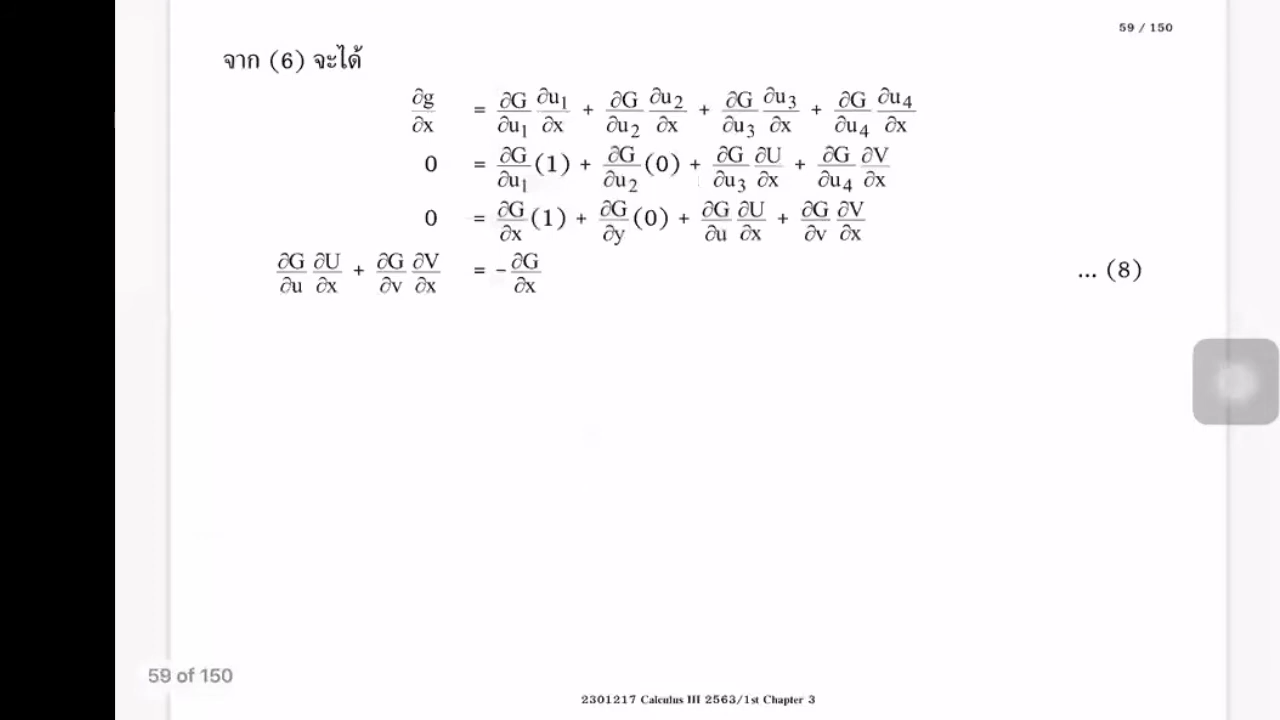 59 / 150
จาก (6) จะได้
∂g/∂x = ∂G/∂u₁ ∂u₁/∂x + ∂G/∂u₂ ∂u₂/∂x + ∂G/∂u₃ ∂u₃/∂x + ∂G/∂u₄ ∂u₄/∂x
0 = ∂G/∂u₁ (1) + ∂G/∂u₂ (0) + ∂G/∂u₃ ∂U/∂x + ∂G/∂u₄ ∂V/∂x
0 = ∂G/∂x (1) + ∂G/∂y (0) + ∂G/∂u ∂U/∂x + ∂G/∂v ∂V/∂x
∂G/∂u ∂U/∂x + ∂G/∂v ∂V/∂x = -∂G/∂x ... (8)
59 of 150
2301217 Calculus III 2563/1st Chapter 3